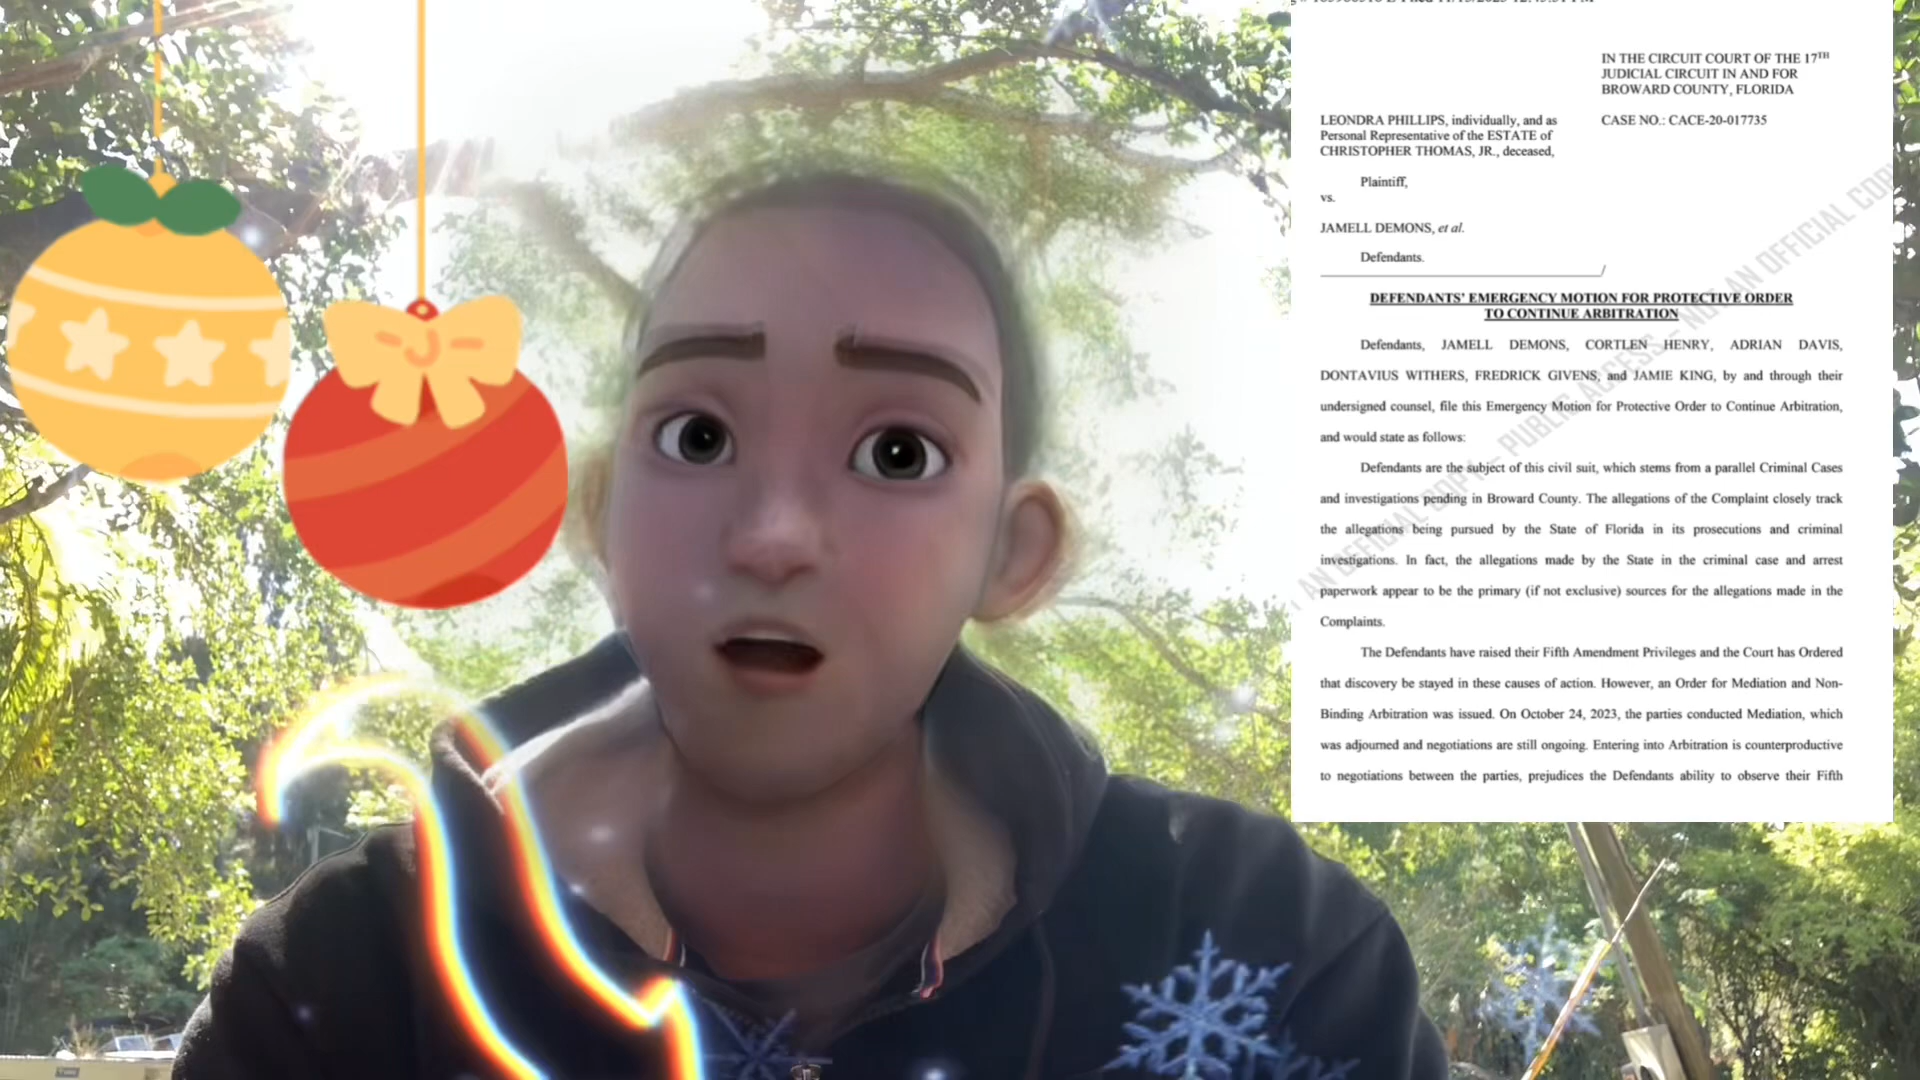 IN THE CIRCUIT COURT OF THE 17TH
JUDICIAL CIRCUIT IN AND FOR
BROWARD COUNTY, FLORIDA
LEONDRA PHILLIPS, individually, and as
Personal Representative of the ESTATE of
CHRISTOPHER THOMAS, JR., deceased,
CASE NO.: CACE-20-017735
Plaintiff,
vs.
JAMELL DEMONS, et al.
Defendants.
/
DEFENDANTS' EMERGENCY MOTION FOR PROTECTIVE ORDER
TO CONTINUE ARBITRATION
Defendants, JAMELL DEMONS, CORTLEN HENRY, ADRIAN DAVIS,
DONTAVIUS WITHERS, FREDRICK GIVENS, and JAMIE KING, by and through their
undersigned counsel, file this Emergency Motion for Protective Order to Continue Arbitration,
and would state as follows:
Defendants are the subject of this civil suit, which stems from a parallel Criminal Cases
and investigations pending in Broward County. The allegations of the Complaint closely track
the allegations being pursued by the State of Florida in its prosecutions and criminal
investigations. In fact, the allegations made by the State in the criminal case and arrest
paperwork appear to be the primary (if not exclusive) sources for the allegations made in the
Complaints.
The Defendants have raised their Fifth Amendment Privileges and the Court has Ordered
that discovery be stayed in these causes of action. However, an Order for Mediation and Non-
Binding Arbitration was issued. On October 24, 2023, the parties conducted Mediation, which
was adjourned and negotiations are still ongoing. Entering into Arbitration is counterproductive
to negotiations between the parties, prejudices the Defendants ability to observe their Fifth
AN OFFICIAL COPY - PUBLIC ACCESS - NOT AN OFFICIAL COPY